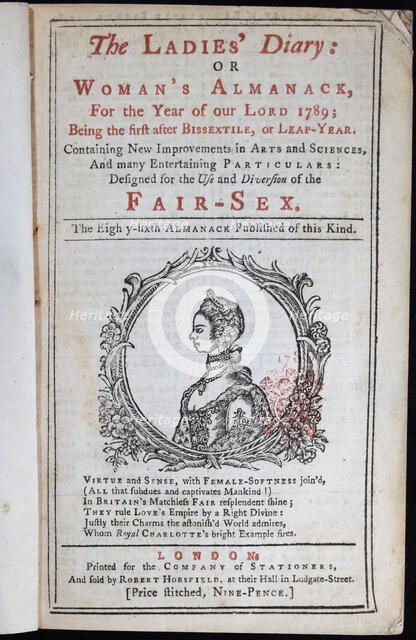 The LADIES' Diary:
OR
WOMAN'S ALMANACK,
For the Year of our LORD 1789;
Being the firſt after BISSEXTILE, or LEAP-YEAR.
Containing New Improvements in ARTS and SCIENCES,
And many Entertaining PARTICULARS:
Deſigned for the Uſe and Diverſion of the
FAIR-SEX.
The Eigh y-ſixth ALMANACK Publiſhed of this Kind.
Heritage Heritage
Heritage Heritage
VIRTUE and SENSE, with FEMALE-SOFTNESS join'd,
(ALL that subdues and captivates Mankind!)
In BRITAIN'S Matchleſs FAIR reſplendent ſhine;
THEY rule LOVE'S Empire by a Right Divine:
Juſtly their Charms the aſtoniſh'd World admires,
Whom Royal CHARLOTTE'S bright Example fires.
LONDON:
Printed for the COMPANY of STATIONERS,
And ſold by ROBERT HORSFIELD, at their Hall in Ludgate-Street.
[Price ſtitched, NINE-PENCE.]